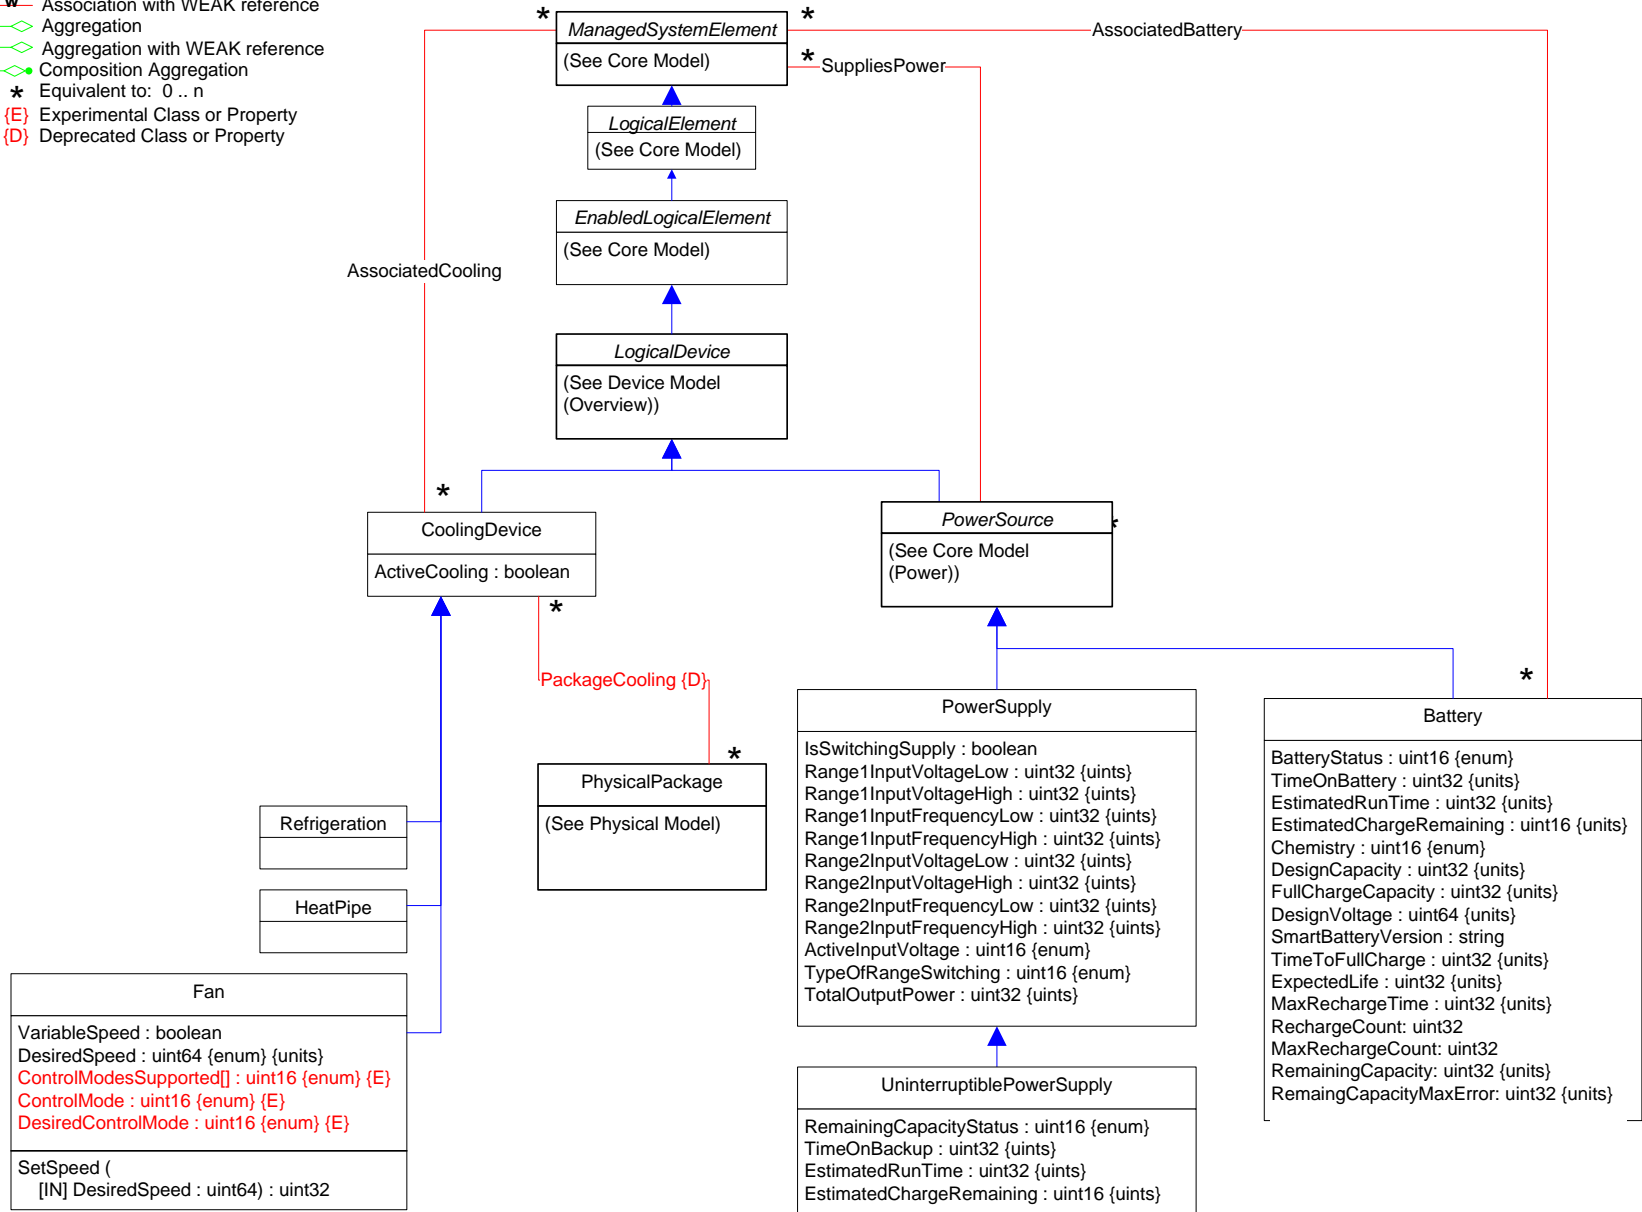 w Association with WEAK reference
Aggregation
Aggregation with WEAK reference
Composition Aggregation
* Equivalent to: 0 .. n
{E} Experimental Class or Property
{D} Deprecated Class or Property
* ManagedSystemElement *
(See Core Model)
AssociatedBattery
* SuppliesPower
LogicalElement
(See Core Model)
EnabledLogicalElement
(See Core Model)
AssociatedCooling
LogicalDevice
(See Device Model
(Overview))
*
CoolingDevice
ActiveCooling : boolean
*
PowerSource *
(See Core Model
(Power))
PackageCooling {D}
*
PhysicalPackage
(See Physical Model)
Refrigeration
HeatPipe
Fan
VariableSpeed : boolean
DesiredSpeed : uint64 {enum} {units}
ControlModesSupported[] : uint16 {enum} {E}
ControlMode : uint16 {enum} {E}
DesiredControlMode : uint16 {enum} {E}
SetSpeed (
[IN] DesiredSpeed : uint64) : uint32
PowerSupply
IsSwitchingSupply : boolean
Range1InputVoltageLow : uint32 {uints}
Range1InputVoltageHigh : uint32 {uints}
Range1InputFrequencyLow : uint32 {uints}
Range1InputFrequencyHigh : uint32 {uints}
Range2InputVoltageLow : uint32 {uints}
Range2InputVoltageHigh : uint32 {uints}
Range2InputFrequencyLow : uint32 {uints}
Range2InputFrequencyHigh : uint32 {uints}
ActiveInputVoltage : uint16 {enum}
TypeOfRangeSwitching : uint16 {enum}
TotalOutputPower : uint32 {uints}
UninterruptiblePowerSupply
RemainingCapacityStatus : uint16 {enum}
TimeOnBackup : uint32 {uints}
EstimatedRunTime : uint32 {uints}
EstimatedChargeRemaining : uint16 {uints}
*
Battery
BatteryStatus : uint16 {enum}
TimeOnBattery : uint32 {units}
EstimatedRunTime : uint32 {units}
EstimatedChargeRemaining : uint16 {units}
Chemistry : uint16 {enum}
DesignCapacity : uint32 {units}
FullChargeCapacity : uint32 {units}
DesignVoltage : uint64 {units}
SmartBatteryVersion : string
TimeToFullCharge : uint32 {units}
ExpectedLife : uint32 {units}
MaxRechargeTime : uint32 {units}
RechargeCount: uint32
MaxRechargeCount: uint32
RemainingCapacity: uint32 {units}
RemaingCapacityMaxError: uint32 {units}